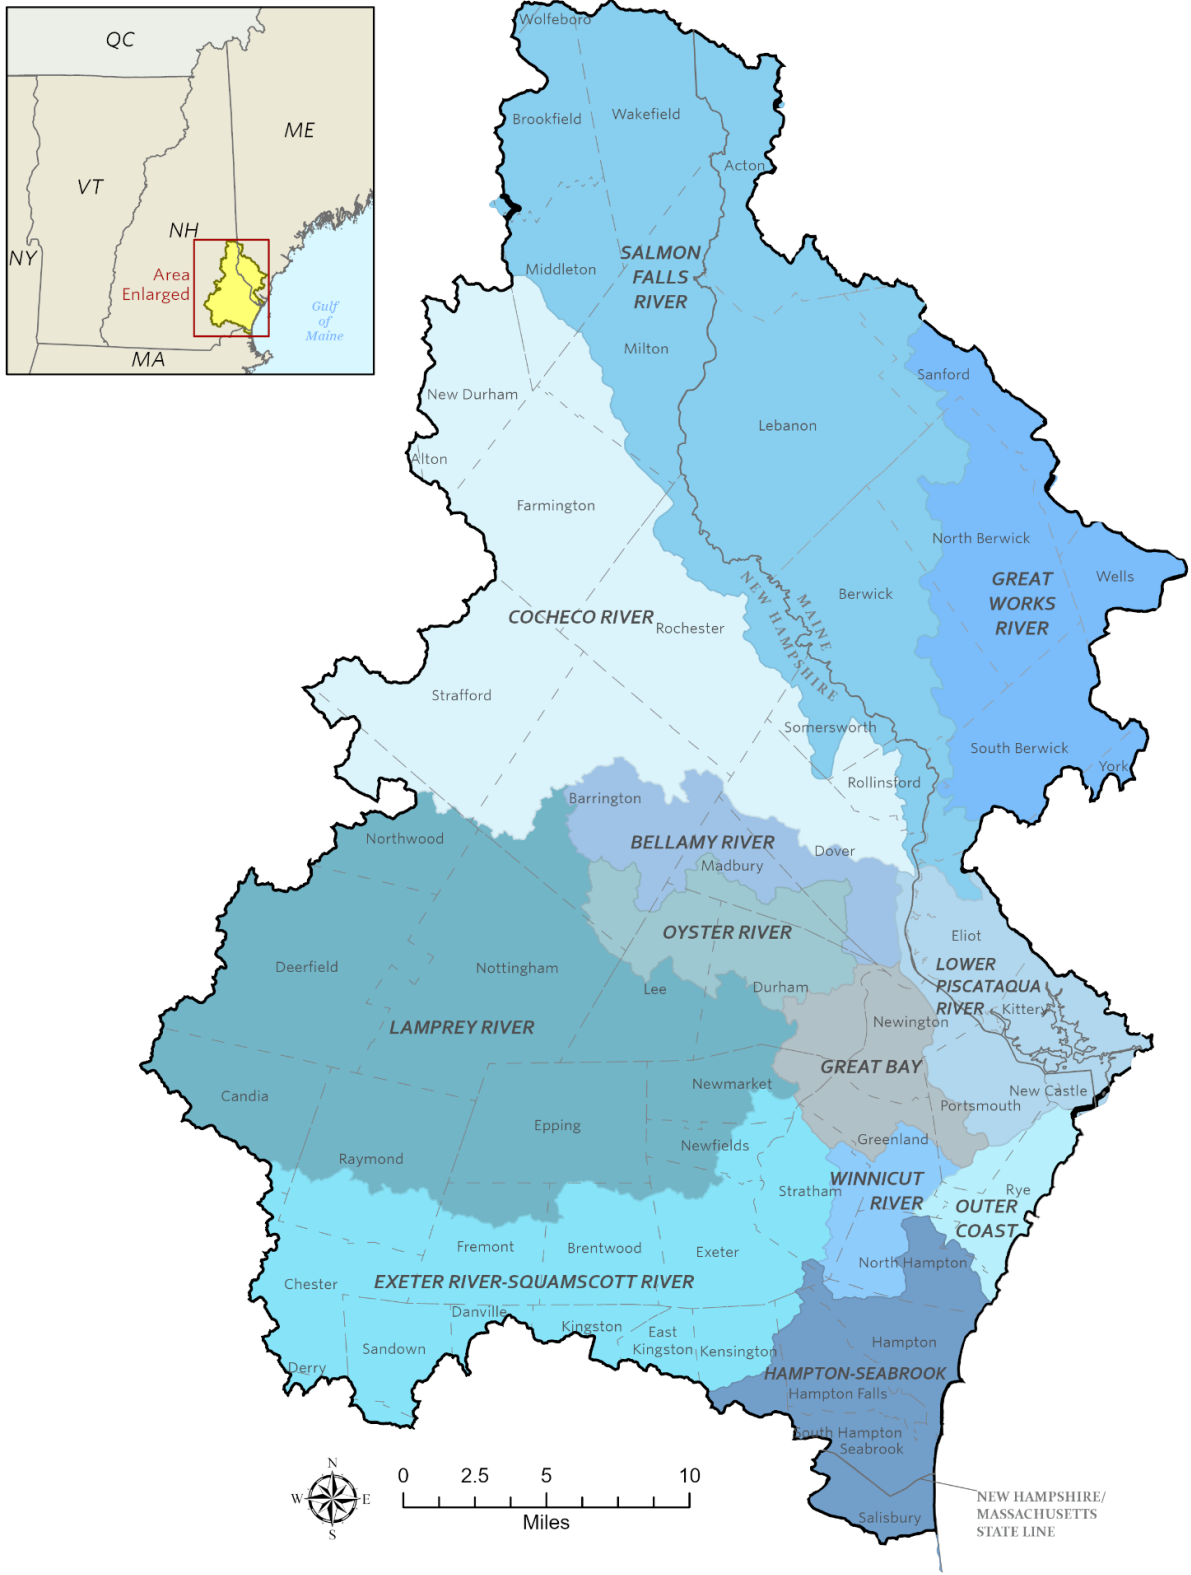 QC
ME
VT
NH
NY
Area
Enlarged
Gulf
of
Maine
MA
Wolfeboro
Brookfield
Wakefield
Acton
SALMON
FALLS
RIVER
Middleton
Milton
Sanford
New Durham
Lebanon
Alton
Farmington
North Berwick
GREAT
WORKS
RIVER
Wells
Berwick
MAINE
NEW HAMPSHIRE
COCHECO RIVER
Rochester
Strafford
Somersworth
South Berwick
York
Rollinsford
Barrington
Northwood
BELLAMY RIVER
Dover
Madbury
OYSTER RIVER
Eliot
Deerfield
Nottingham
Lee
Durham
LOWER
PISCATAQUA
RIVER
Kittery
LAMPREY RIVER
Newington
GREAT BAY
Candia
Newmarket
New Castle
Portsmouth
Epping
Newfields
Greenland
Raymond
Stratham
WINNICUT
RIVER
Rye
OUTER
COAST
Fremont
Brentwood
Exeter
North Hampton
Chester
EXETER RIVER-SQUAMSCOTT RIVER
Danville
Kingston
East
Kingston
Kensington
Sandown
Derry
Hampton
HAMPTON-SEABROOK
Hampton Falls
South Hampton
Seabrook
Salisbury
N
W
E
S
0 2.5 5 10
Miles
NEW HAMPSHIRE/
MASSACHUSETTS
STATE LINE